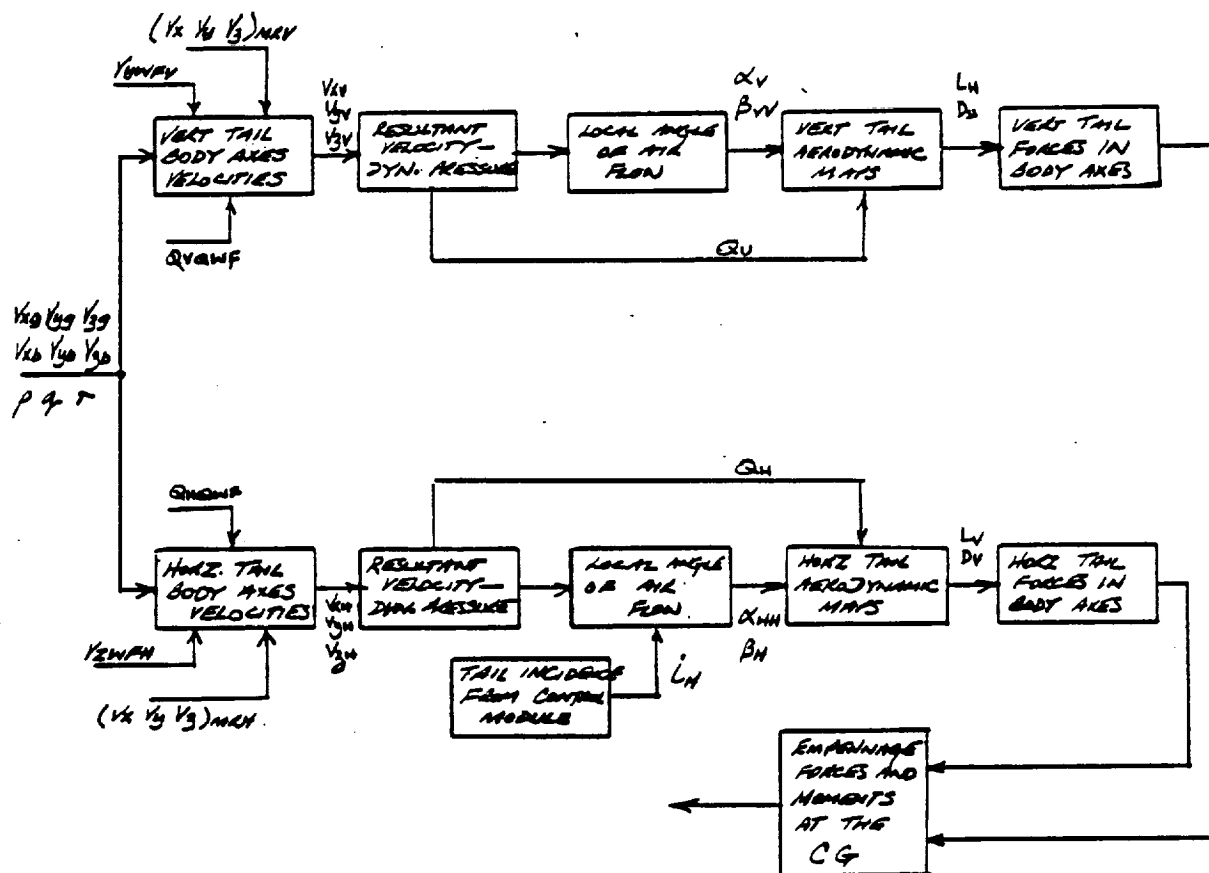 (Vx Vy Vz)MRV
VXV
VYV
VZV
αV
βVV
LH
VERT TAIL
BODY AXES
VELOCITIES
RESULTANT
VELOCITY—
DYN. PRESSURE
LOCAL ANGLE
OF AIR
FLOW
VERT TAIL
AERODYNAMIC
MAPS
VERT TAIL
FORCES IN
BODY AXES
QVQWF
QV
Vxg Vyg Vzg
Vxb Vyb Vzb
p q r
QHQWF
QH
HORZ. TAIL
BODY AXES
VELOCITIES
VXH
VYH
VZH
RESULTANT
VELOCITY—
DYN. PRESSURE
LOCAL ANGLE
OF AIR
FLOW
HORZ TAIL
AERODYNAMIC
MAPS
LV
DV
HORZ TAIL
FORCES IN
BODY AXES
αHH
βH
(Vx Vy Vz)MRH
TAIL INCIDENCE
FROM CONTROL
MODULE
iH
EMPENNAGE
FORCES AND
MOMENTS
AT THE
CG